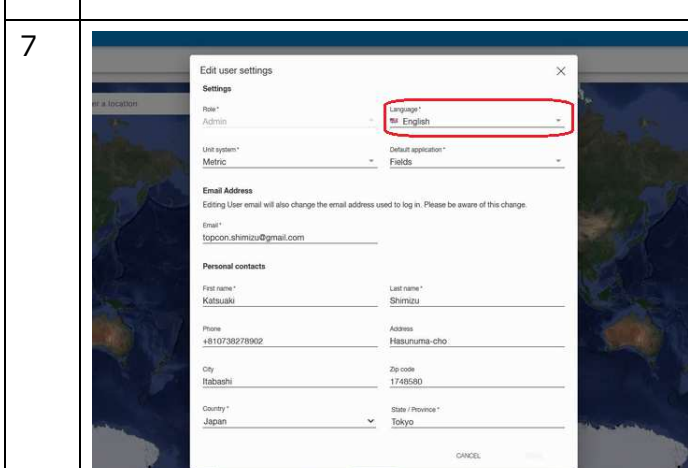 7
Edit user settings
Settings
er a location
Role* Language*
Admin English
Unit system* Default application*
Metric Fields
Email Address
Editing User email will also change the email address used to log in. Please be aware of this change.
Email*
topcon.shimizu@gmail.com
Personal contacts
First name* Last name*
Katsuaki Shimizu
Phone Address
+810738278902 Hasunuma-cho
City Zip code
Itabashi 1748580
Country* State / Province*
Japan Tokyo
CANCEL